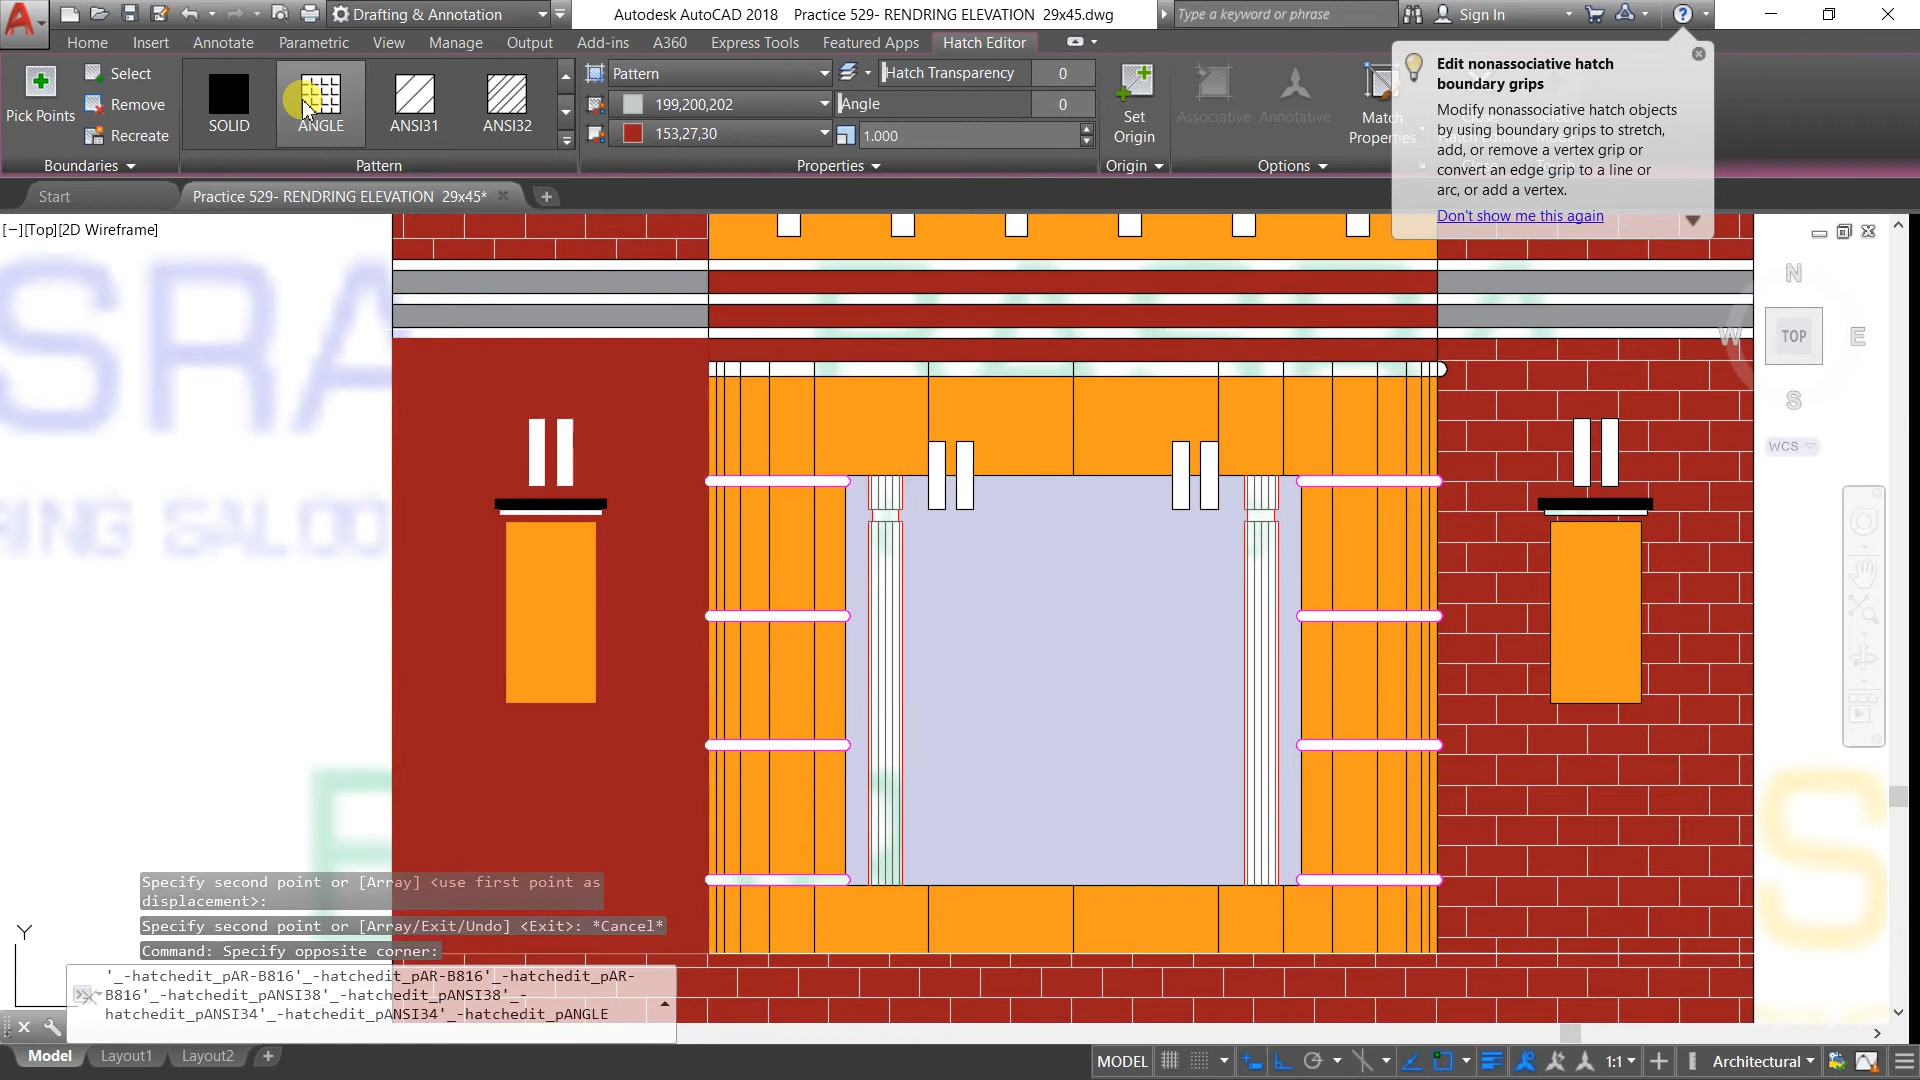 Drafting & Annotation
Autodesk AutoCAD 2018 Practice 529- RENDRING ELEVATION 29x45.dwg
Type a keyword or phrase
Sign In
Home Insert Annotate Parametric View Manage Output Add-ins A360 Express Tools Featured Apps Hatch Editor
Pick Points
Select
Remove
Recreate
Boundaries
SOLID
ANGLE
ANSI31
ANSI32
Pattern
Pattern
199,200,202
153,27,30
Hatch Transparency 0
Angle 0
1.000
Properties
Set
Origin
Origin
Associative
Annotative
Match
Properties
Options
Edit nonassociative hatch
boundary grips
Modify nonassociative hatch objects
by using boundary grips to stretch,
add, or remove a vertex grip or
convert an edge grip to a line or
arc, or add a vertex.
Don't show me this again
Start
Practice 529- RENDRING ELEVATION 29x45*
[−][Top][2D Wireframe]
N
W
TOP
E
S
WCS
SRA
RING SALOO
S
Specify second point or [Array] <use first point as
displacement>:
Specify second point or [Array/Exit/Undo] <Exit>: *Cancel*
Command: Specify opposite corner:
'_-hatchedit_pAR-B816'_-hatchedit_pAR-B816'_-hatchedit_pAR-
B816'_-hatchedit_pANSI38'_-hatchedit_pANSI38'_-
hatchedit_pANSI34'_-hatchedit_pANSI34'_-hatchedit_pANGLE
Y
Model Layout1 Layout2
MODEL
1:1
Architectural